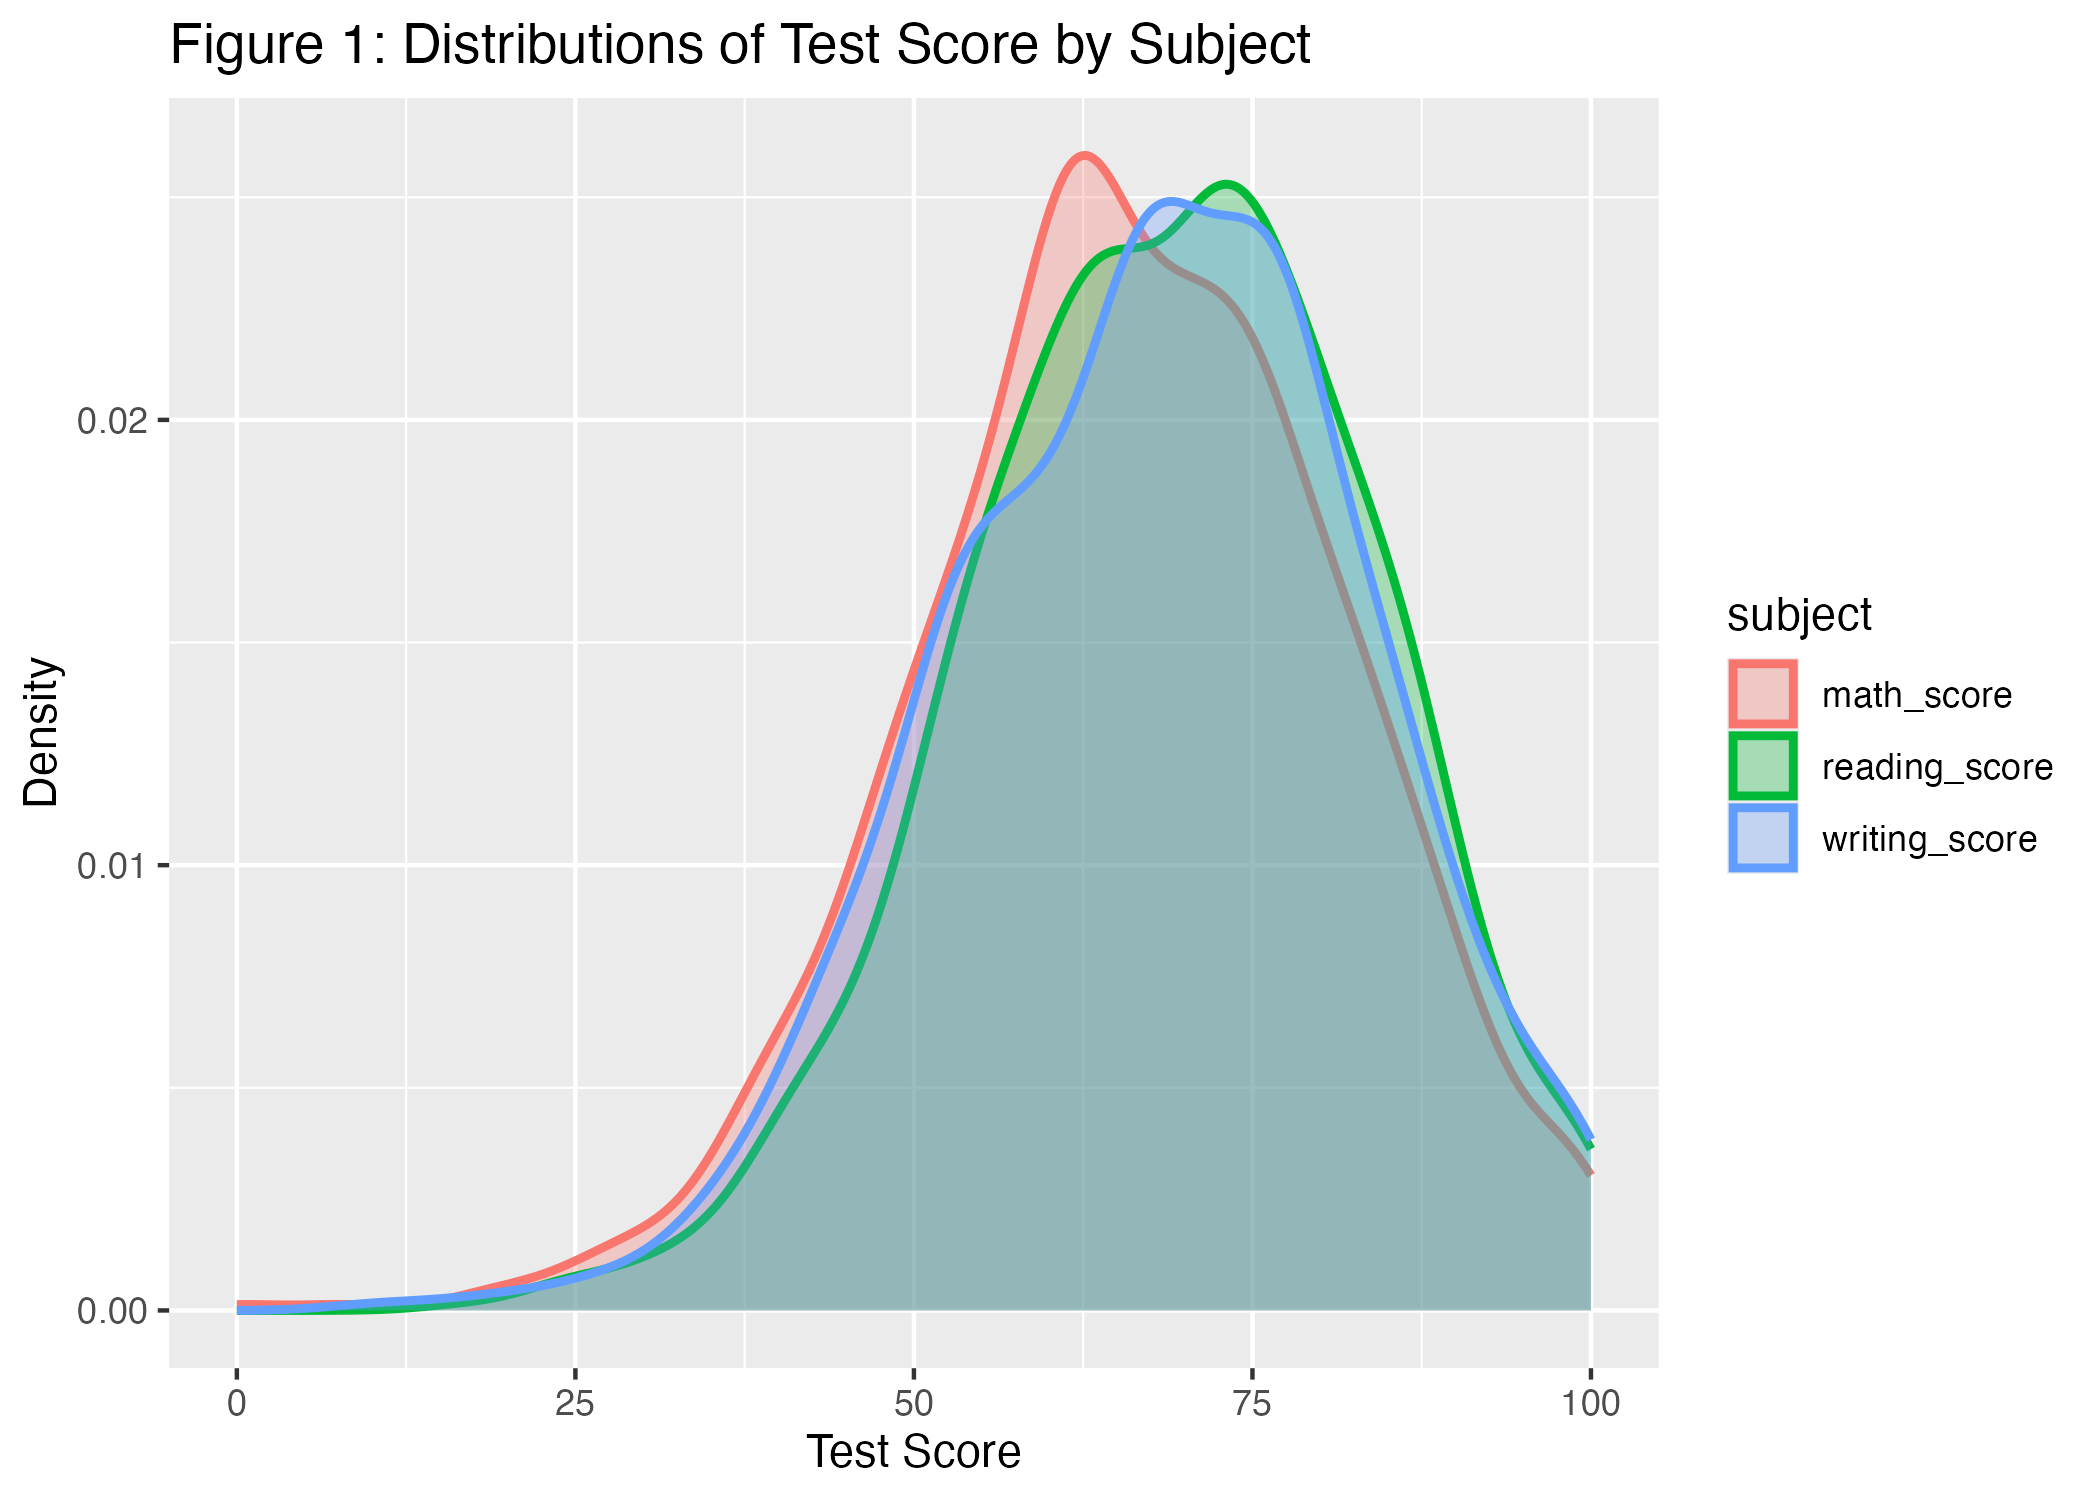 Figure 1: Distributions of Test Score by Subject
Density
0.02
0.01
0.00
0 25 50 75 100
Test Score
subject
math_score
reading_score
writing_score